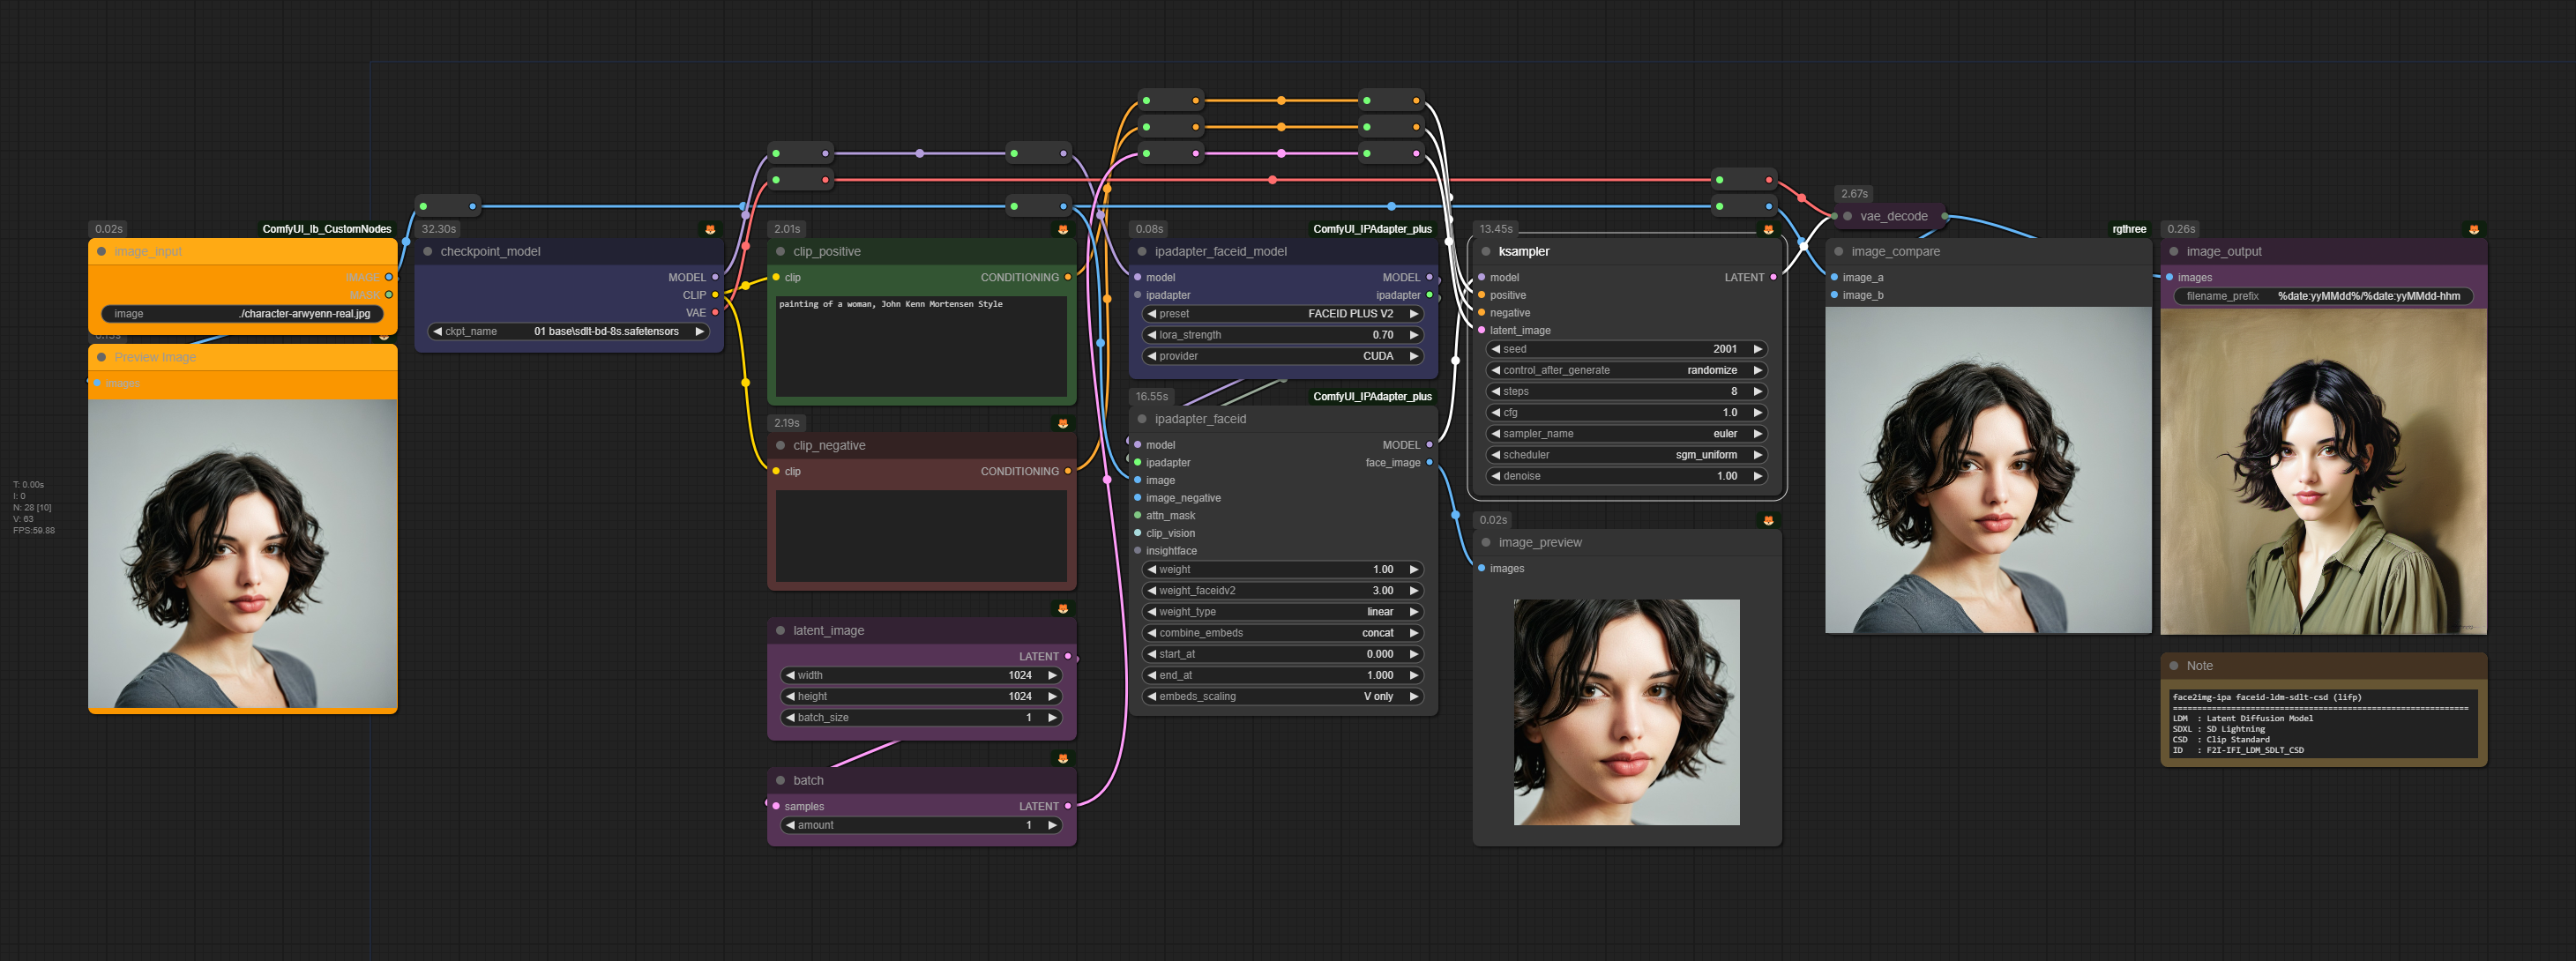 T: 0.00s
I: 0
N: 28 [10]
V: 63
FPS:59.88
0.02s
ComfyUI_lb_CustomNodes
image_input
IMAGE
MASK
image ./character-arwyenn-real.jpg
Preview Image
images
32.30s
checkpoint_model
MODEL
CLIP
VAE
ckpt_name 01 base\sdlt-bd-8s.safetensors
2.01s
clip_positive
clip CONDITIONING
painting of a woman, John Kenn Mortensen Style
2.19s
clip_negative
clip CONDITIONING
latent_image
LATENT
width 1024
height 1024
batch_size 1
batch
samples LATENT
amount 1
0.08s ComfyUI_IPAdapter_plus
ipadapter_faceid_model
model MODEL
ipadapter ipadapter
preset FACEID PLUS V2
lora_strength 0.70
provider CUDA
16.55s ComfyUI_IPAdapter_plus
ipadapter_faceid
model MODEL
ipadapter face_image
image
image_negative
attn_mask
clip_vision
insightface
weight 1.00
weight_faceidv2 3.00
weight_type linear
combine_embeds concat
start_at 0.000
end_at 1.000
embeds_scaling V only
13.45s
ksampler
model LATENT
positive
negative
latent_image
seed 2001
control_after_generate randomize
steps 8
cfg 1.0
sampler_name euler
scheduler sgm_uniform
denoise 1.00
0.02s
image_preview
images
2.67s
vae_decode
rgthree
image_compare
image_a
image_b
0.26s
image_output
images
filename_prefix %date:yyMMdd%/%date:yyMMdd-hhm
Note
face2img-ipa faceid-ldm-sdlt-csd (lifp)
LDM : Latent Diffusion Model
SDXL : SD Lightning
CSD : Clip Standard
ID : F2I-IFI_LDM_SDLT_CSD